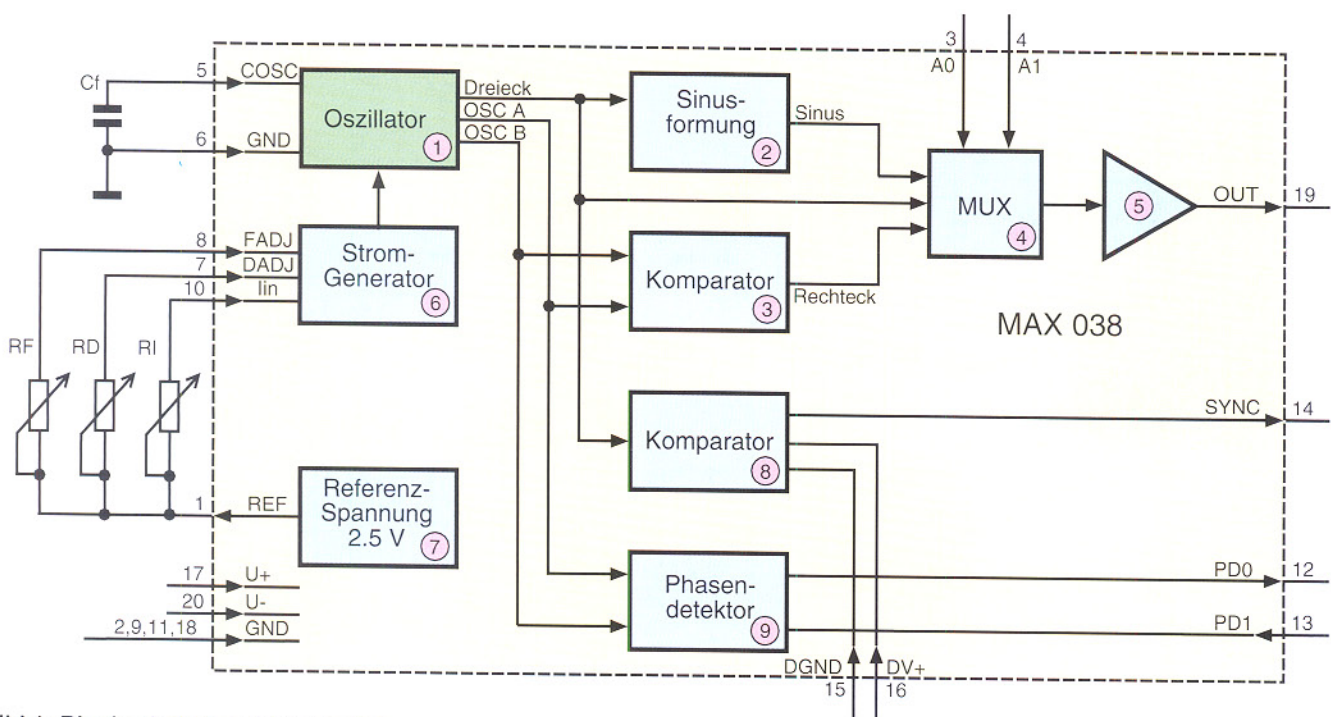 3
4
A0
A1
Cf
5
COSC
6
GND
Oszillator
1
Dreieck
OSC A
OSC B
Sinus-
formung
2
Sinus
MUX
4
5
OUT
19
8
FADJ
7
DADJ
10
Iin
Strom-
Generator
6
Komparator
3
Rechteck
MAX 038
RF
RD
RI
Komparator
8
SYNC
14
1
REF
Referenz-
Spannung
2.5 V
7
17
U+
20
U-
2,9,11,18
GND
Phasen-
detektor
9
PD0
12
PD1
13
DGND
DV+
15
16